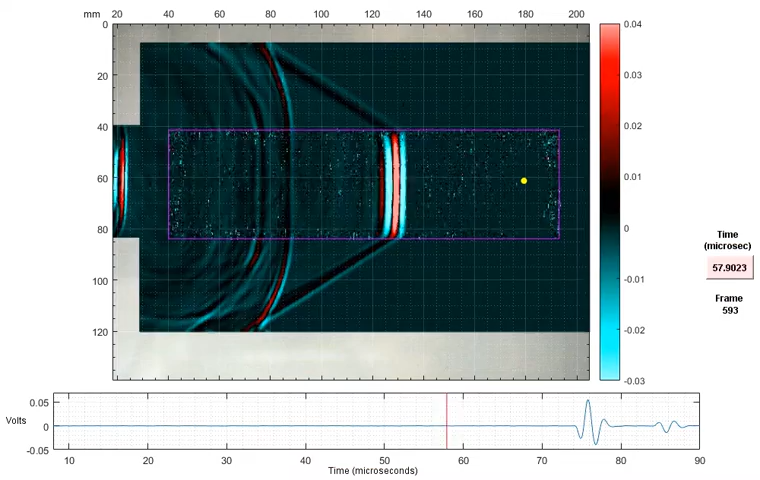 mm 20 40 60 80 100 120 140 160 180 200
0
20
40
60
80
100
120
0.04
0.03
0.02
0.01
0
-0.01
-0.02
-0.03
Time
(microsec)
57.9023
Frame
593
Volts
0.05
0
-0.05
10 20 30 40 50 60 70 80 90
Time (microseconds)